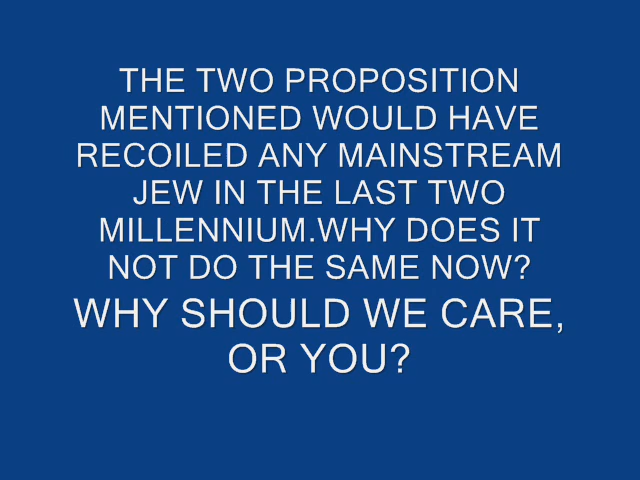 THE TWO PROPOSITION
MENTIONED WOULD HAVE
RECOILED ANY MAINSTREAM
JEW IN THE LAST TWO
MILLENNIUM.WHY DOES IT
NOT DO THE SAME NOW?
WHY SHOULD WE CARE,
OR YOU?